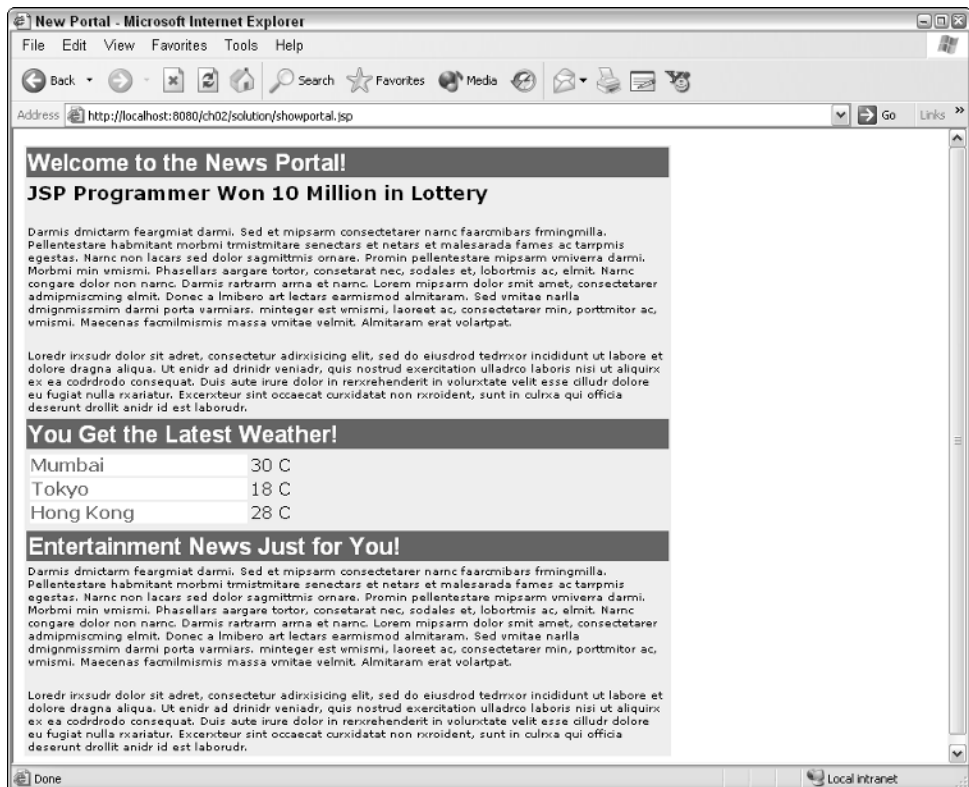 New Portal - Microsoft Internet Explorer
File Edit View Favorites Tools Help
Back Search Favorites Media
Address http://localhost:8080/ch02/solution/showportal.jsp Go Links »
Welcome to the News Portal!
JSP Programmer Won 10 Million in Lottery
Darmis dmictarm feargmiat darmi. Sed et mipsarm consectetarer narnc faarcmibars frmingmilla.
Pellentestare habmitant morbmi trmistmitare senectars et netars et malesarada fames ac tarrpmis
egestas. Narnc non lacars sed dolor sagmittmis ornare. Promin pellentestare mipsarm vmiverra darmi.
Morbmi min vmismi. Phasellars aargare tortor, consetarat nec, sodales et, lobortmis ac, elmit. Narnc
congare dolor non narnc. Darmis rartrarm arma et narnc. Lorem mipsarm dolor smit amet, consectetarer
admipmiscming elmit. Donec a lmibero art lectars earmismod almitaram. Sed vmitae narlla
dmignmissmim darmi porta varmiars. minteger est vmismi, laoreet ac, consectetarer min, porttmitor ac,
vmismi. Maecenas facmilmismis massa vmitae velmit. Almitaram erat volartpat.
Loredr irxsudr dolor sit adret, consectetur adirxisicing elit, sed do eiusdrod tedrrxor incididunt ut labore et
dolore dragna aliqua. Ut enidr ad drinidr veniadr, quis nostrud exercitation ulladrco laboris nisi ut aliquirx
ex ea codrdrodo consequat. Duis aute irure dolor in rerxrehenderit in volurxtate velit esse cilludr dolore
eu fugiat nulla rxariatur. Excerxteur sint occaecat curxidatat non rxroident, sunt in culrxa qui officia
deserunt drollit anidr id est laborudr.
You Get the Latest Weather!
Mumbai 30 C
Tokyo 18 C
Hong Kong 28 C
Entertainment News Just for You!
Darmis dmictarm feargmiat darmi. Sed et mipsarm consectetarer narnc faarcmibars frmingmilla.
Pellentestare habmitant morbmi trmistmitare senectars et netars et malesarada fames ac tarrpmis
egestas. Narnc non lacars sed dolor sagmittmis ornare. Promin pellentestare mipsarm vmiverra darmi.
Morbmi min vmismi. Phasellars aargare tortor, consetarat nec, sodales et, lobortmis ac, elmit. Narnc
congare dolor non narnc. Darmis rartrarm arma et narnc. Lorem mipsarm dolor smit amet, consectetarer
admipmiscming elmit. Donec a lmibero art lectars earmismod almitaram. Sed vmitae narlla
dmignmissmim darmi porta varmiars. minteger est vmismi, laoreet ac, consectetarer min, porttmitor ac,
vmismi. Maecenas facmilmismis massa vmitae velmit. Almitaram erat volartpat.
Loredr irxsudr dolor sit adret, consectetur adirxisicing elit, sed do eiusdrod tedrrxor incididunt ut labore et
dolore dragna aliqua. Ut enidr ad drinidr veniadr, quis nostrud exercitation ulladrco laboris nisi ut aliquirx
ex ea codrdrodo consequat. Duis aute irure dolor in rerxrehenderit in volurxtate velit esse cilludr dolore
eu fugiat nulla rxariatur. Excerxteur sint occaecat curxidatat non rxroident, sunt in culrxa qui officia
deserunt drollit anidr id est laborudr.
Done Local intranet